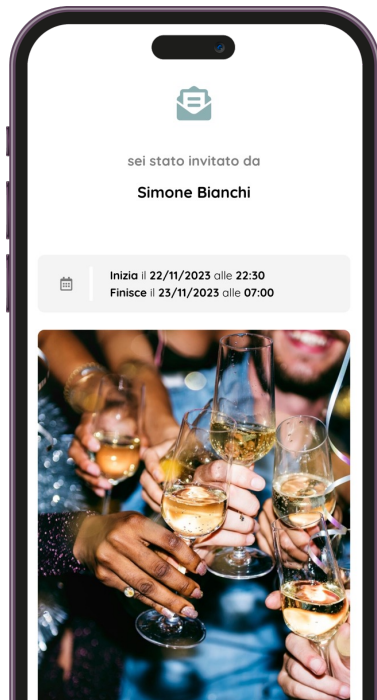 sei stato invitato da
Simone Bianchi
Inizia il 22/11/2023 alle 22:30
Finisce il 23/11/2023 alle 07:00